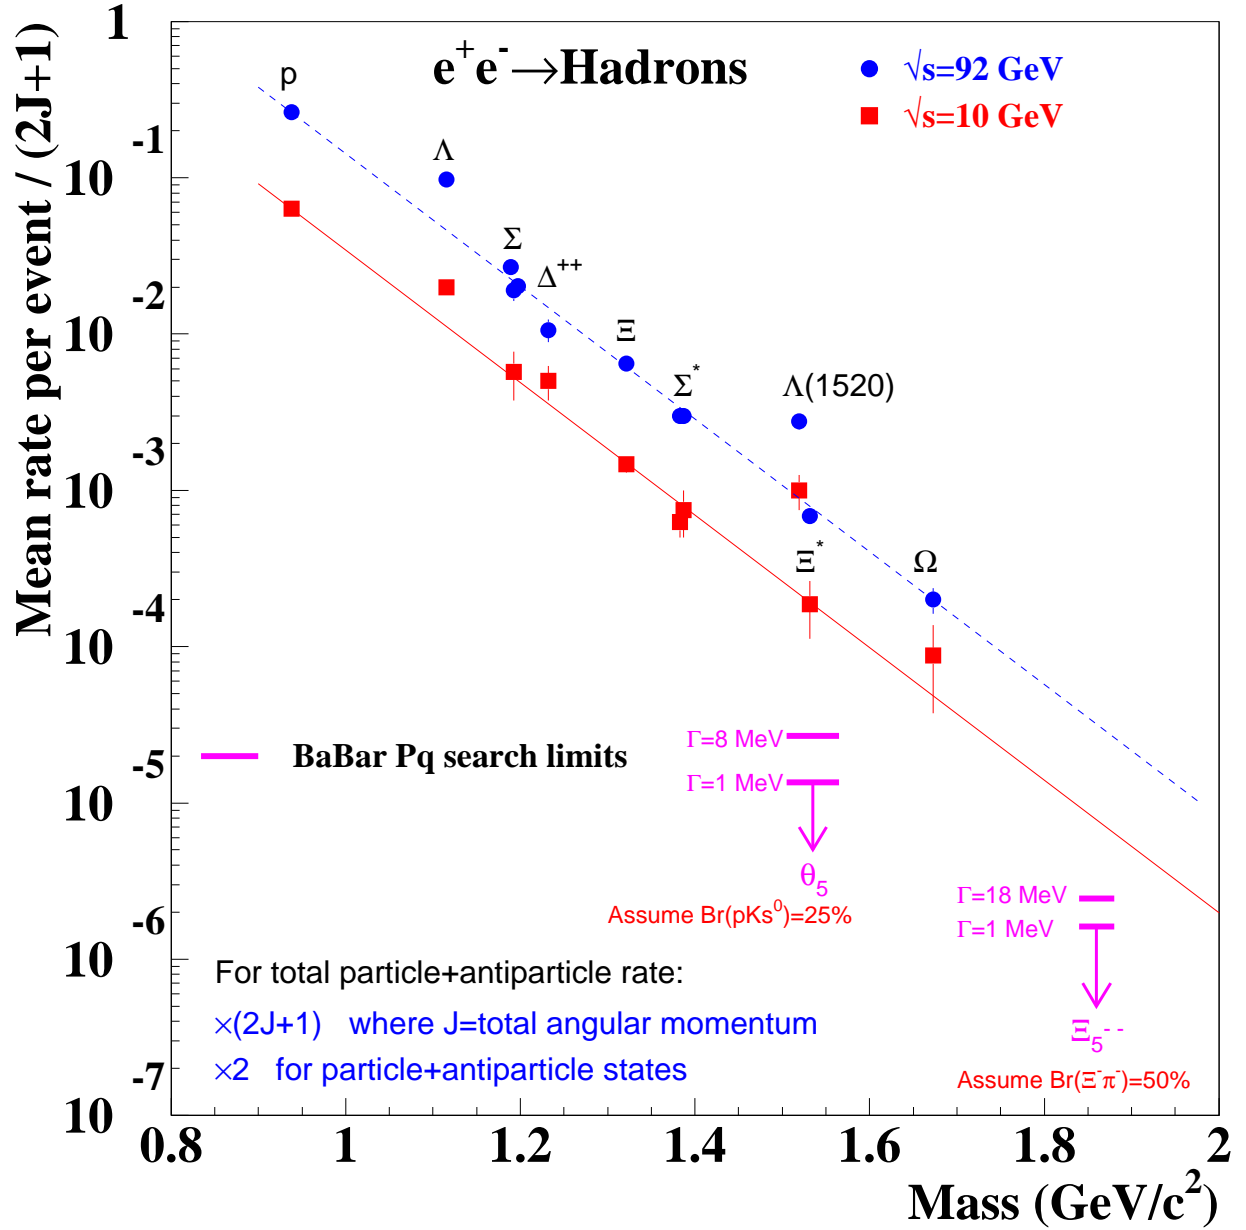 e⁺e⁻→Hadrons
√s=92 GeV
√s=10 GeV
Mean rate per event / (2J+1)
1
10⁻¹
10⁻²
10⁻³
10⁻⁴
10⁻⁵
10⁻⁶
10⁻⁷
p
Λ
Σ
Δ⁺⁺
Ξ
Σ*
Λ(1520)
Ξ*
Ω
BaBar Pq search limits
Γ=8 MeV
Γ=1 MeV
θ₅
Assume Br(pKs⁰)=25%
Γ=18 MeV
Γ=1 MeV
Ξ₅⁻⁻
Assume Br(Ξ⁻π⁻)=50%
For total particle+antiparticle rate:
×(2J+1) where J=total angular momentum
×2 for particle+antiparticle states
0.8 1 1.2 1.4 1.6 1.8 2
Mass (GeV/c²)